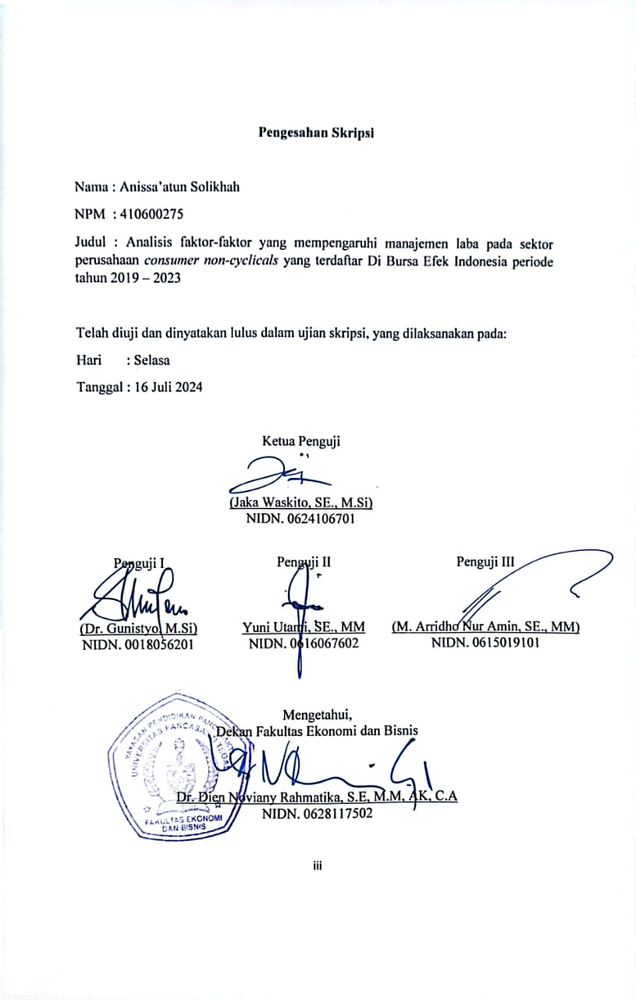 Pengesahan Skripsi
Nama : Anissa'atun Solikhah
NPM : 410600275
Judul : Analisis faktor-faktor yang mempengaruhi manajemen laba pada sektor
perusahaan consumer non-cyclicals yang terdaftar Di Bursa Efek Indonesia periode
tahun 2019 – 2023
Telah diuji dan dinyatakan lulus dalam ujian skripsi, yang dilaksanakan pada:
Hari : Selasa
Tanggal : 16 Juli 2024
Ketua Penguji
(Jaka Waskito, SE., M.Si)
NIDN. 0624106701
Penguji I Penguji II Penguji III
(Dr. Gunistyo, M.Si) Yuni Utami, SE., MM (M. Arridho Nur Amin, SE., MM)
NIDN. 0018056201 NIDN. 0616067602 NIDN. 0615019101
Mengetahui,
Dekan Fakultas Ekonomi dan Bisnis
YAYASAN PENDIDIKAN
UNIVERSITAS PANCASAKTI TEGAL
FAKULTAS EKONOMI
DAN BISNIS
Dr. Dien Noviany Rahmatika, S.E, M.M, AK, C.A
NIDN. 0628117502
iii